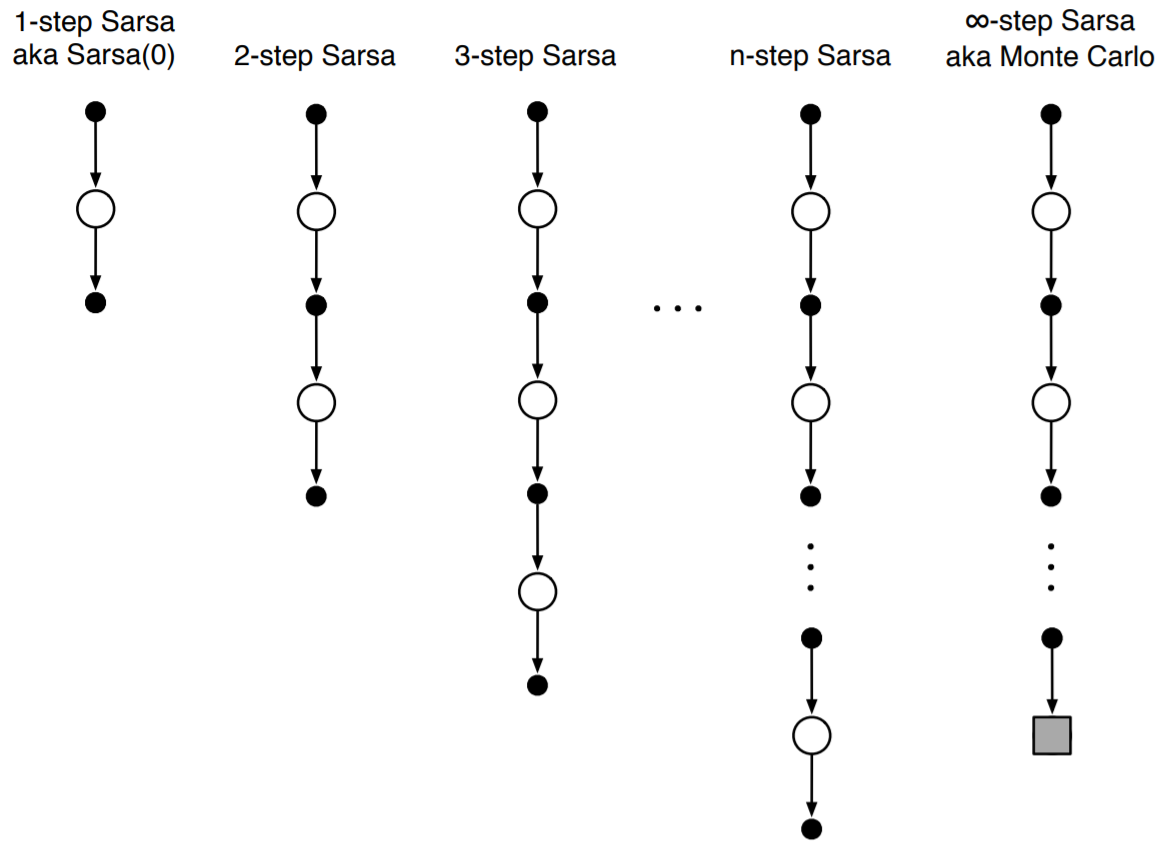 1-step Sarsa
aka Sarsa(0)
2-step Sarsa
3-step Sarsa
n-step Sarsa
∞-step Sarsa
aka Monte Carlo